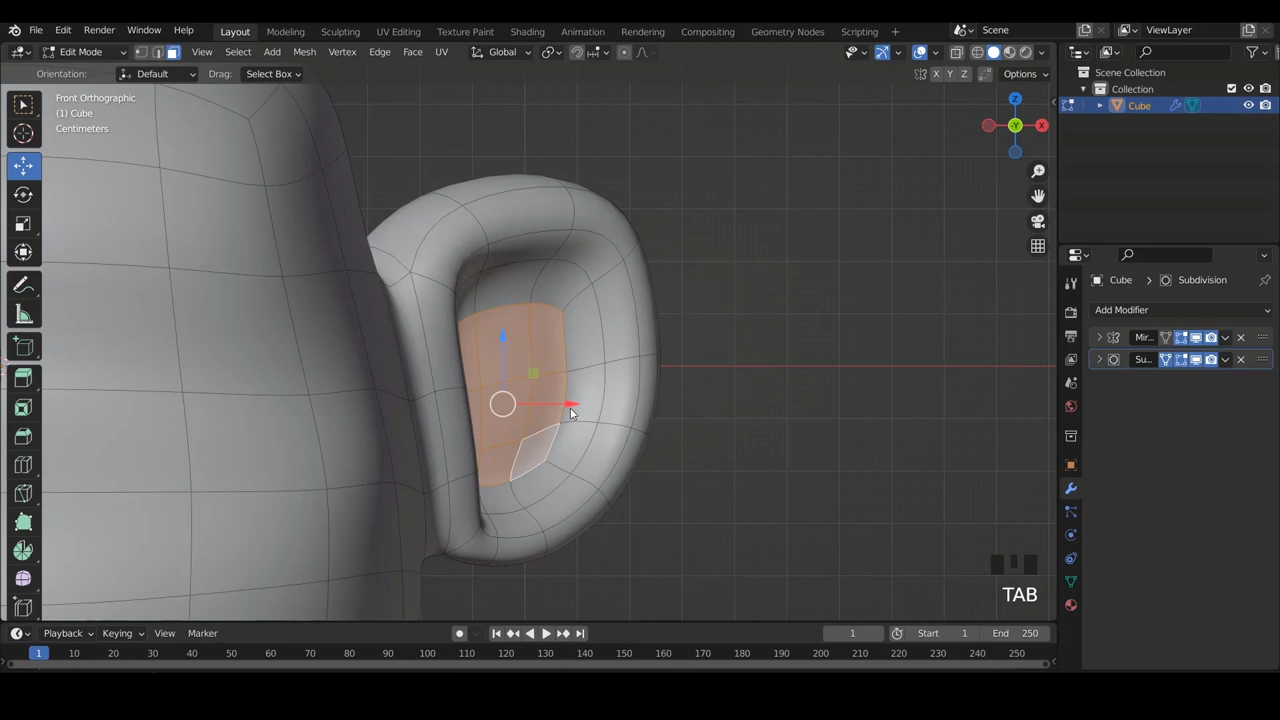 File Edit Render Window Help Layout Modeling Sculpting UV Editing Texture Paint Shading Animation Rendering Compositing Geometry Nodes Scripting + Scene ViewLayer
Edit Mode View Select Add Mesh Vertex Edge Face UV Global
Orientation: Default Drag: Select Box X Y Z Options
Front Orthographic
(1) Cube
Centimeters
Z
-Y
X
Scene Collection
Collection
Cube
Cube > Subdivision
Add Modifier
Mir...
Su...
TAB
Playback Keying View Marker 1 Start 1 End 250
1 10 20 30 40 50 60 70 80 90 100 110 120 130 140 150 160 170 180 190 200 210 220 230 240 250